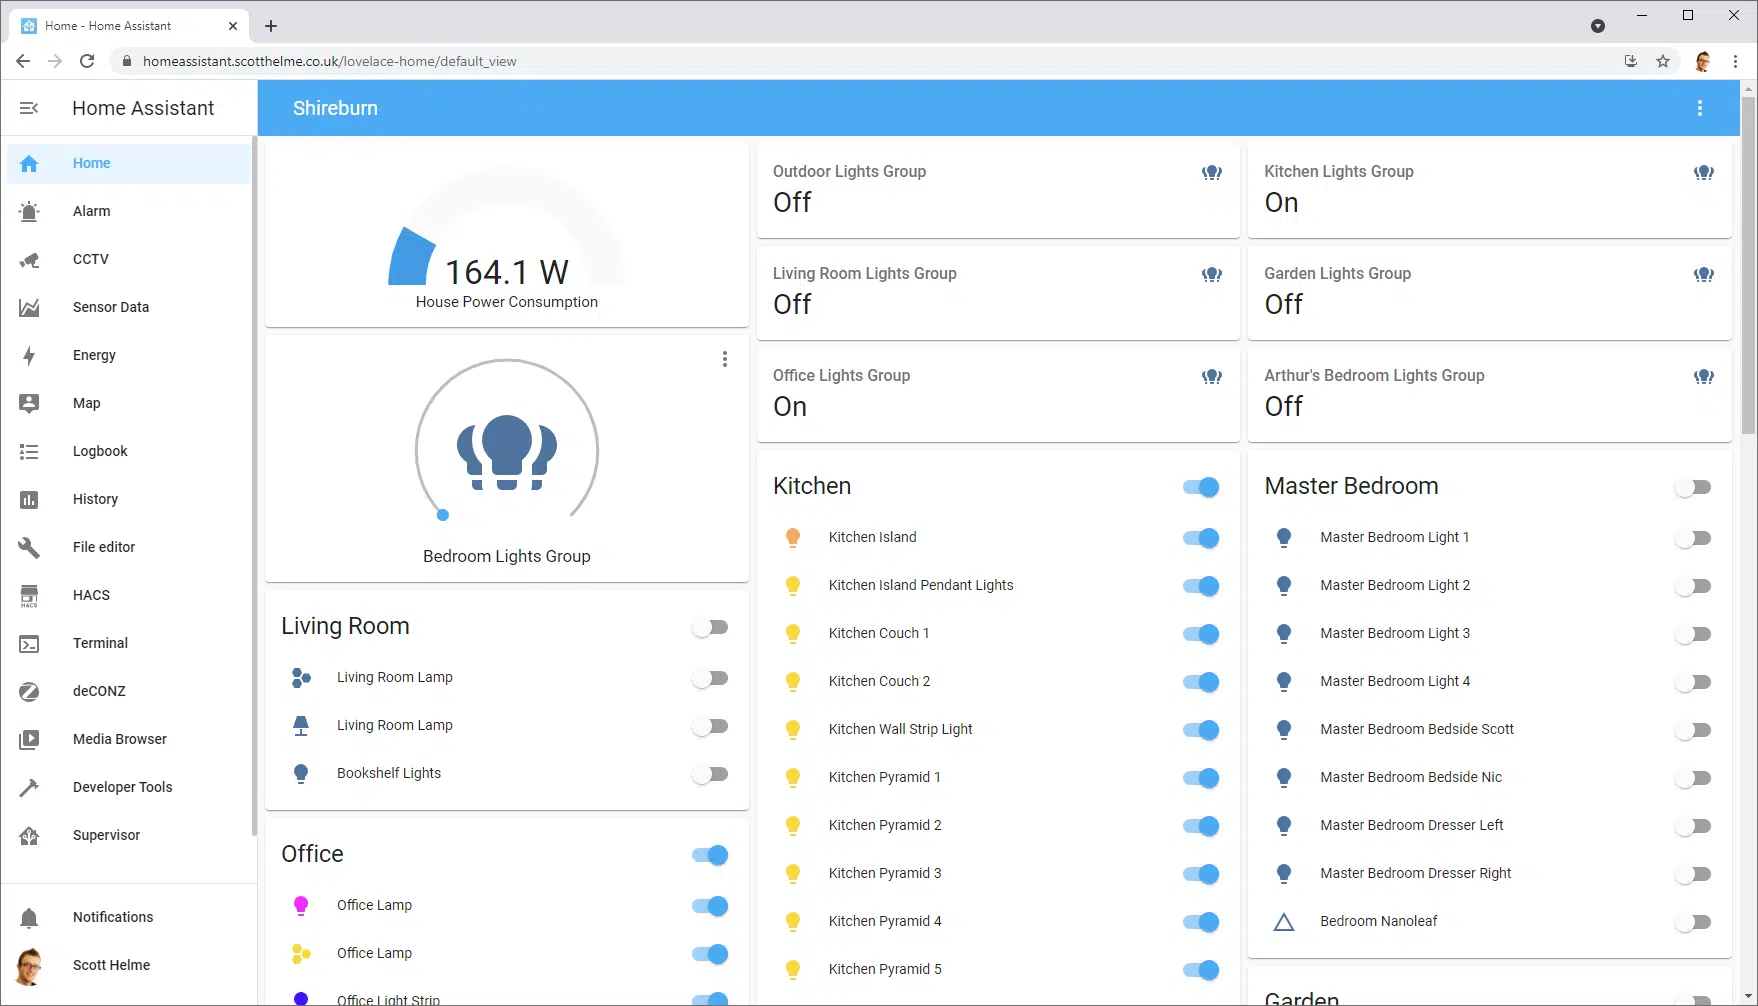 Home - Home Assistant
homeassistant.scotthelme.co.uk/lovelace-home/default_view
Home Assistant
Shireburn
Home
Alarm
CCTV
Sensor Data
Energy
Map
Logbook
History
File editor
HACS
HACS
Terminal
deCONZ
Media Browser
Developer Tools
Supervisor
Notifications
Scott Helme
164.1 W
House Power Consumption
Bedroom Lights Group
Living Room
Living Room Lamp
Living Room Lamp
Bookshelf Lights
Office
Office Lamp
Office Lamp
Office Light Strip
Outdoor Lights Group
Off
Living Room Lights Group
Off
Office Lights Group
On
Kitchen
Kitchen Island
Kitchen Island Pendant Lights
Kitchen Couch 1
Kitchen Couch 2
Kitchen Wall Strip Light
Kitchen Pyramid 1
Kitchen Pyramid 2
Kitchen Pyramid 3
Kitchen Pyramid 4
Kitchen Pyramid 5
Kitchen Lights Group
On
Garden Lights Group
Off
Arthur's Bedroom Lights Group
Off
Master Bedroom
Master Bedroom Light 1
Master Bedroom Light 2
Master Bedroom Light 3
Master Bedroom Light 4
Master Bedroom Bedside Scott
Master Bedroom Bedside Nic
Master Bedroom Dresser Left
Master Bedroom Dresser Right
Bedroom Nanoleaf
Garden